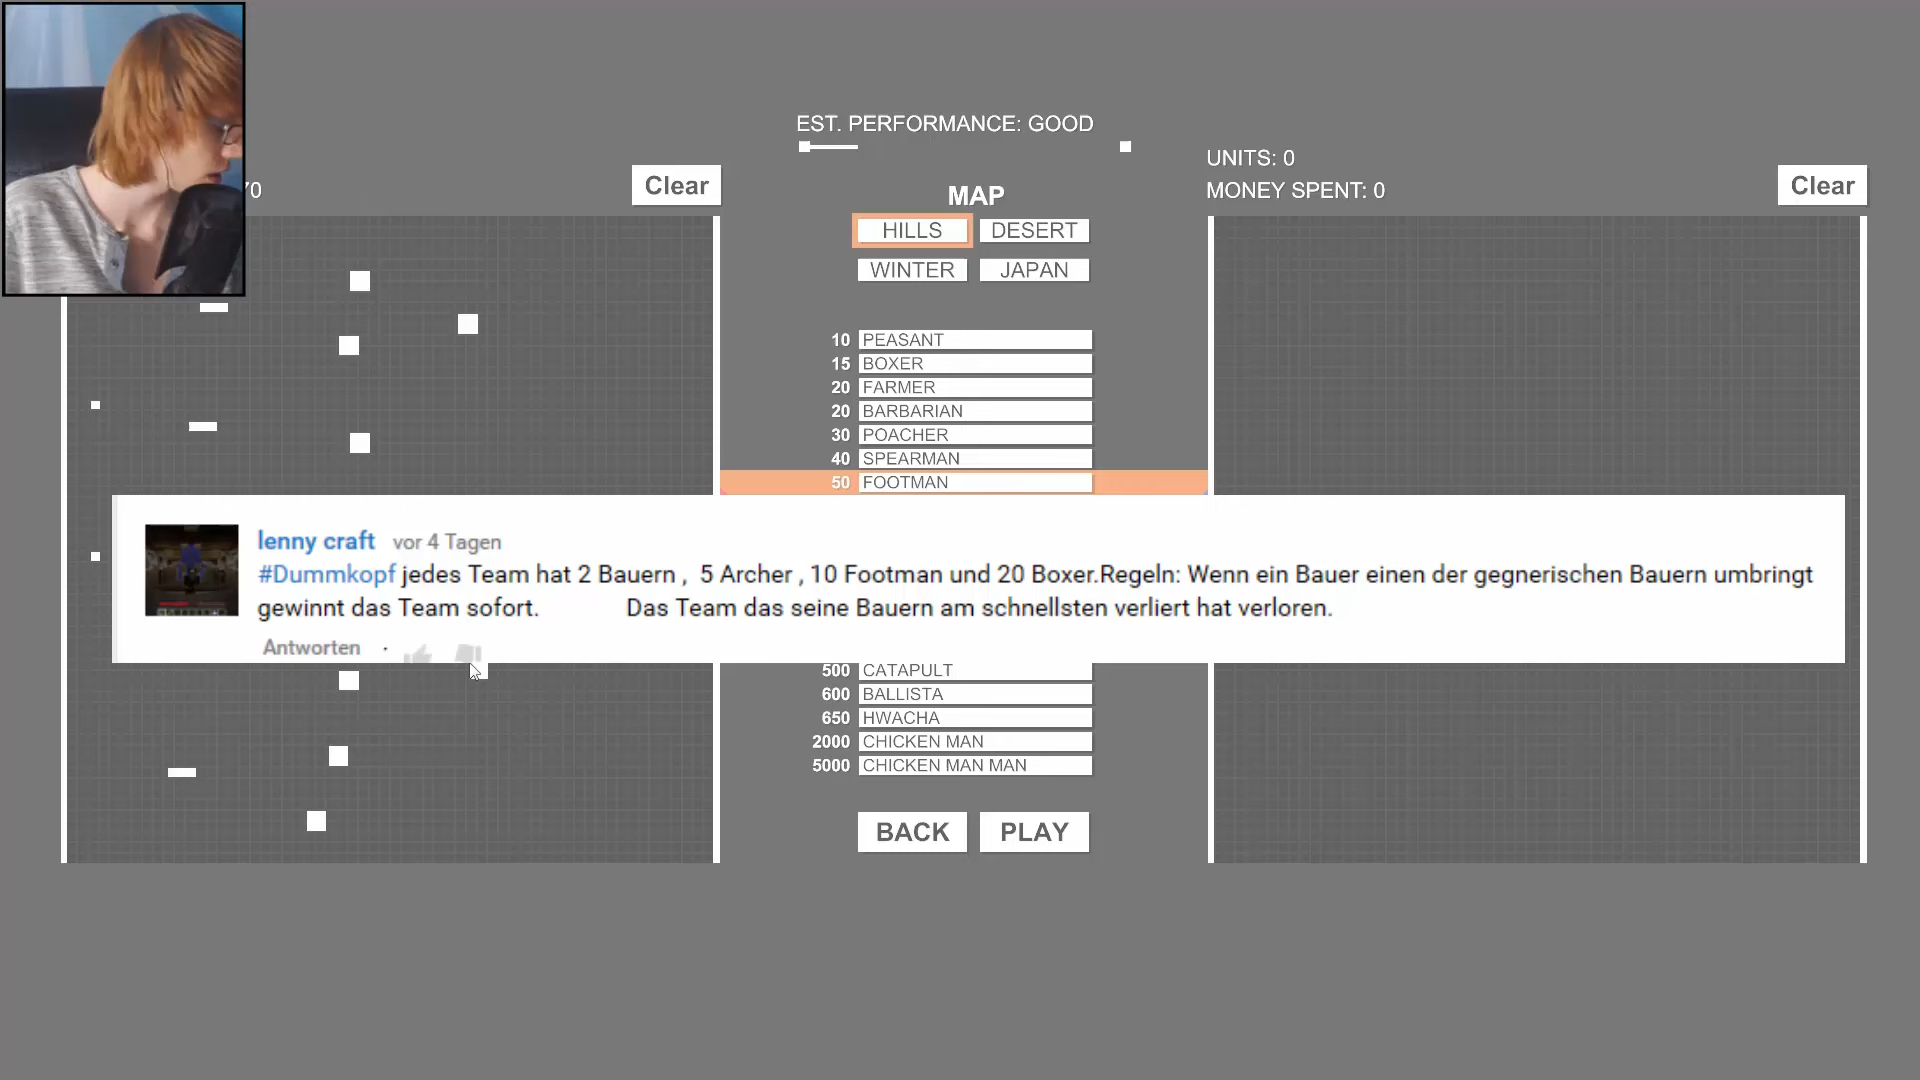 EST. PERFORMANCE: GOOD
UNITS: 0
MONEY SPENT: 0
70
Clear
Clear
MAP
HILLS
DESERT
WINTER
JAPAN
10 PEASANT
15 BOXER
20 FARMER
20 BARBARIAN
30 POACHER
40 SPEARMAN
50 FOOTMAN
lenny craft vor 4 Tagen
#Dummkopf jedes Team hat 2 Bauern , 5 Archer , 10 Footman und 20 Boxer.Regeln: Wenn ein Bauer einen der gegnerischen Bauern umbringt
gewinnt das Team sofort. Das Team das seine Bauern am schnellsten verliert hat verloren.
Antworten ·
500 CATAPULT
600 BALLISTA
650 HWACHA
2000 CHICKEN MAN
5000 CHICKEN MAN MAN
BACK
PLAY